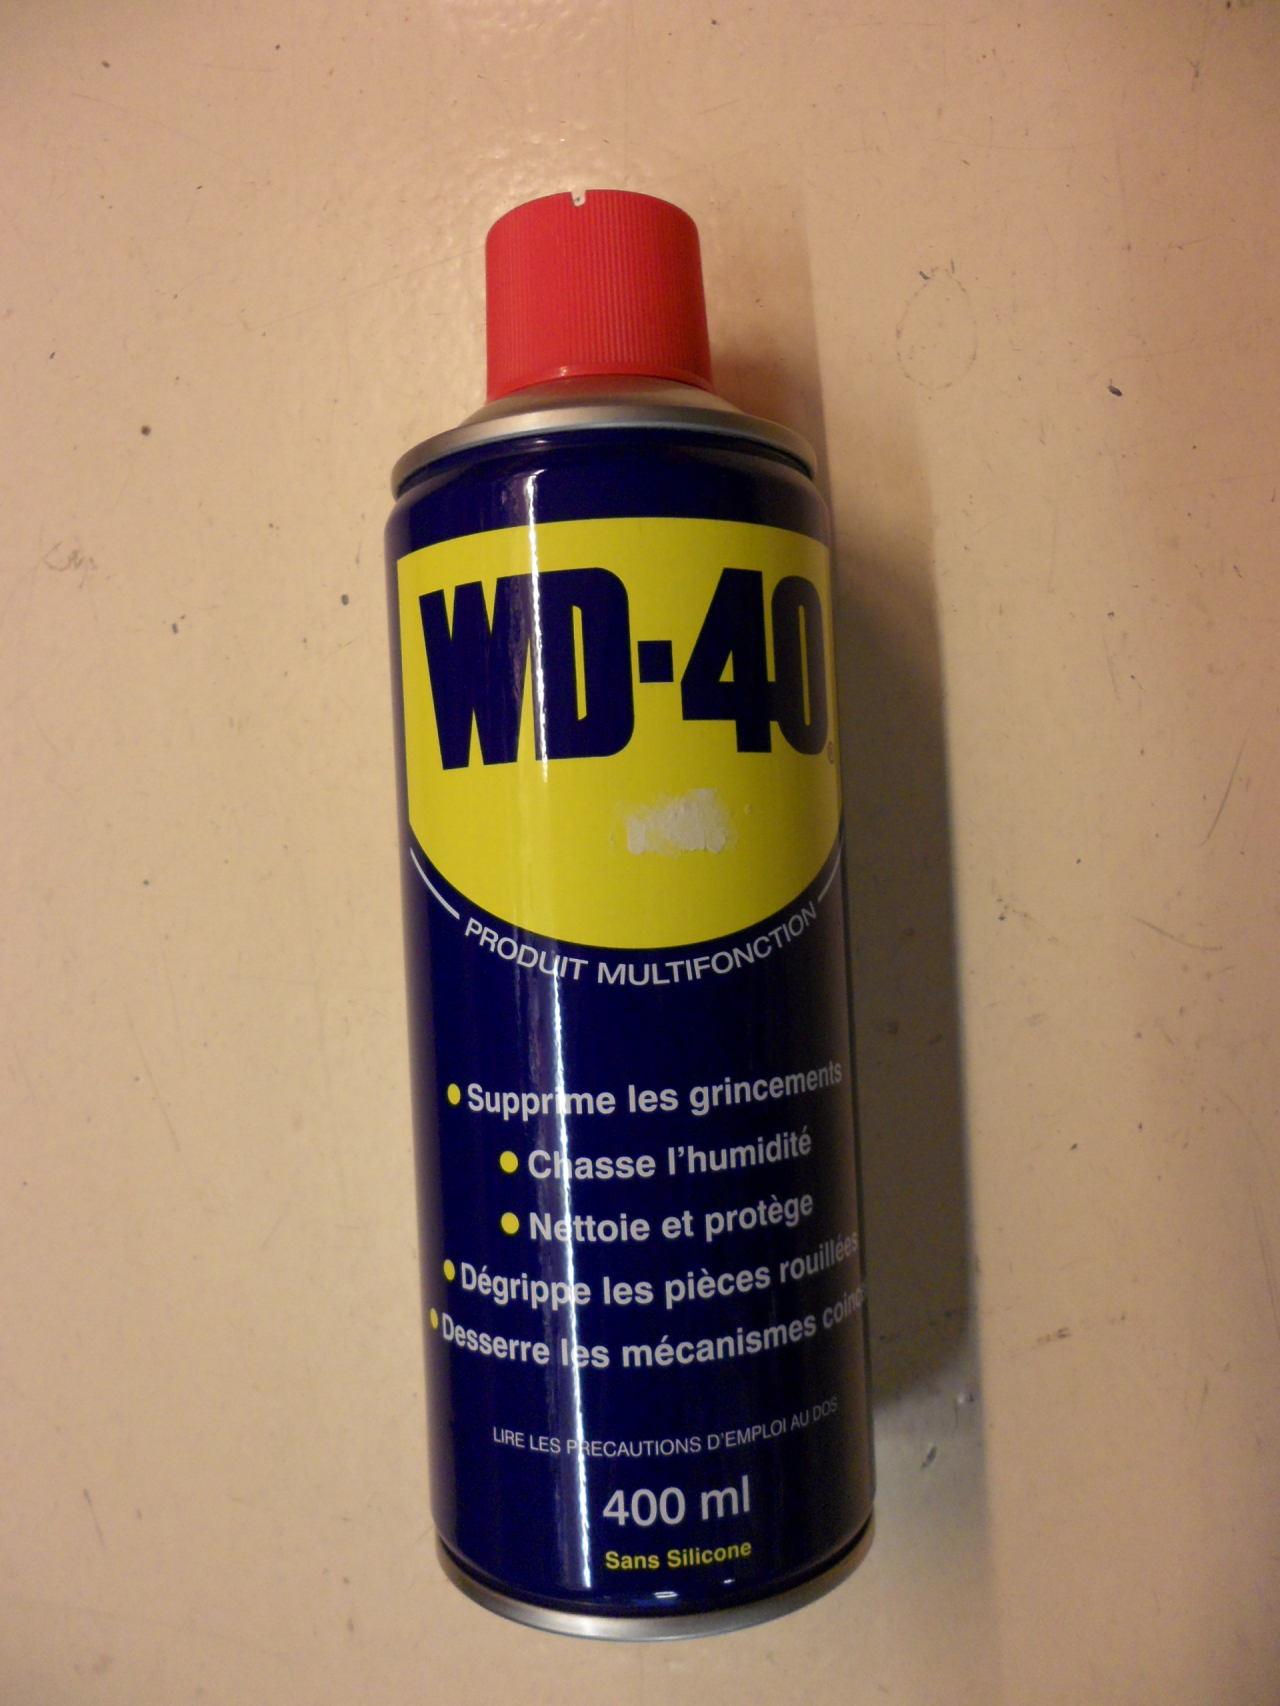 WD-40®
PRODUIT MULTIFONCTION
• Supprime les grincements
• Chasse l'humidité
• Nettoie et protège
• Dégrippe les pièces rouillées
• Desserre les mécanismes
LIRE LES PRECAUTIONS D'EMPLOI AU DOS
400 ml
Sans Silicone